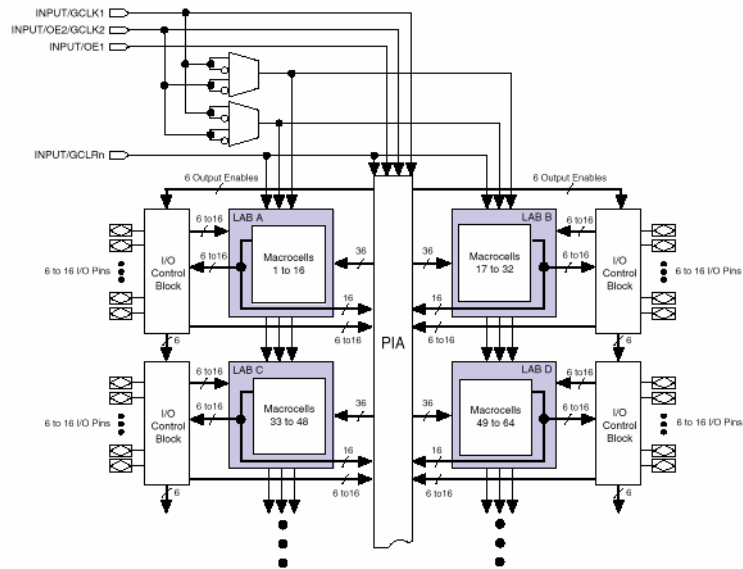 INPUT/GCLK1
INPUT/OE2/GCLK2
INPUT/OE1
INPUT/GCLRn
6 Output Enables
6 Output Enables
LAB A
LAB B
6 to16
6 to16
I/O
Control
Block
6 to 16 I/O Pins
6 to16
Macrocells
1 to 16
36
36
Macrocells
17 to 32
6 to16
I/O
Control
Block
6 to 16 I/O Pins
16
16
6 to16
6 to16
PIA
6
6
LAB C
LAB D
6 to16
6 to16
I/O
Control
Block
6 to 16 I/O Pins
6 to16
Macrocells
33 to 48
36
36
Macrocells
49 to 64
6 to16
I/O
Control
Block
6 to 16 I/O Pins
16
16
6 to16
6 to16
6
6